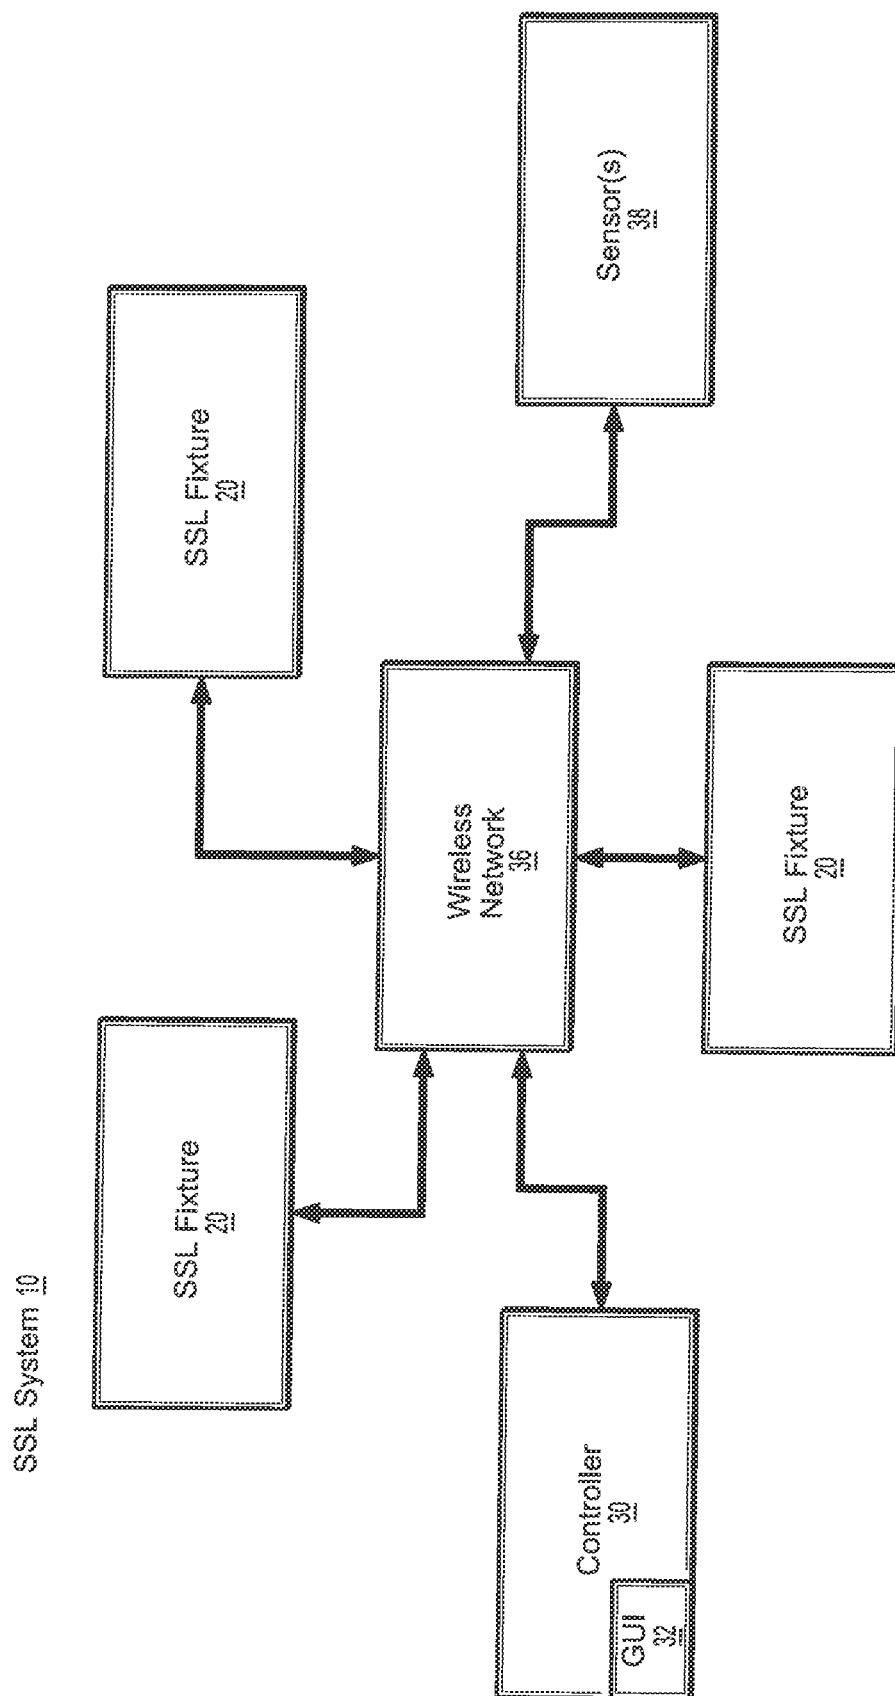 SSL System 10
SSL Fixture
20
SSL Fixture
20
Wireless
Network
36
Controller
30
GUI
32
SSL Fixture
20
Sensor(s)
38